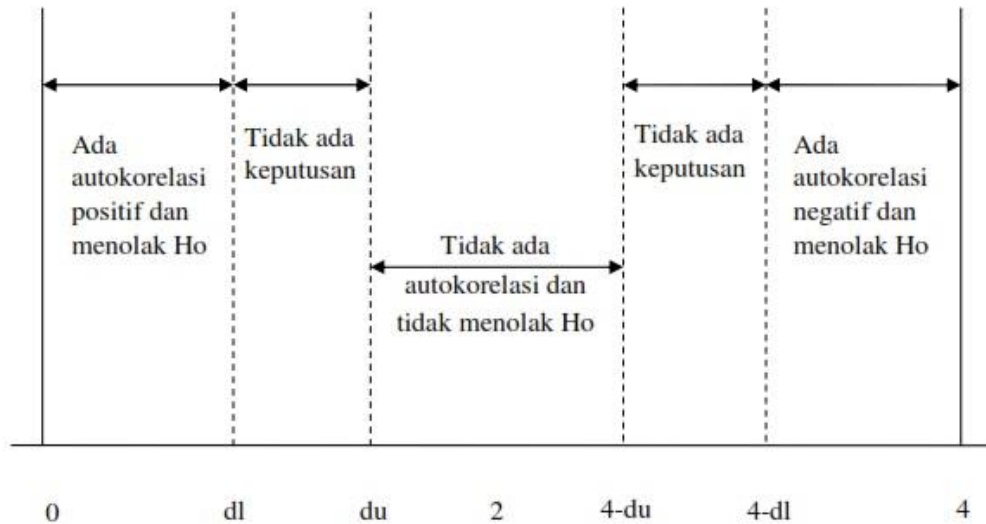 Ada
autokorelasi
positif dan
menolak Ho
Tidak ada
keputusan
Tidak ada
autokorelasi dan
tidak menolak Ho
Tidak ada
keputusan
Ada
autokorelasi
negatif dan
menolak Ho
0 dl du 2 4-du 4-dl 4